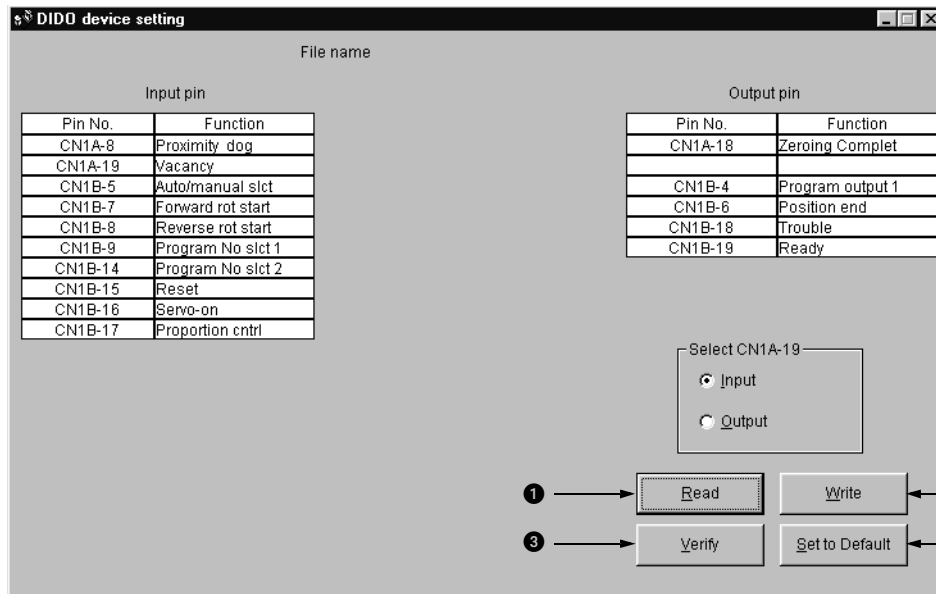 DIDO device setting
File name
Input pin
Pin No. Function
CN1A-8 Proximity dog
CN1A-19 Vacancy
CN1B-5 Auto/manual slct
CN1B-7 Forward rot start
CN1B-8 Reverse rot start
CN1B-9 Program No slct 1
CN1B-14 Program No slct 2
CN1B-15 Reset
CN1B-16 Servo-on
CN1B-17 Proportion cntrl
Output pin
Pin No. Function
CN1A-18 Zeroing Complet
CN1B-4 Program output 1
CN1B-6 Position end
CN1B-18 Trouble
CN1B-19 Ready
Select CN1A-19
Input
Output
1 Read Write
3 Verify Set to Default